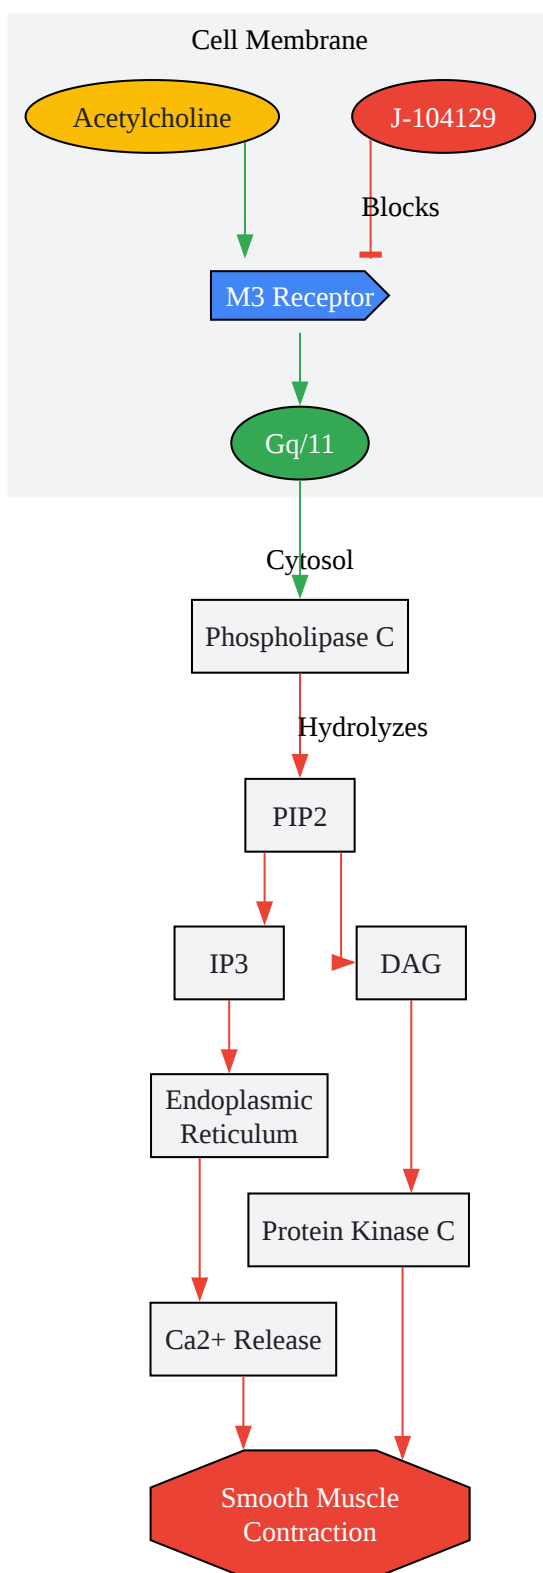 Cell Membrane
Acetylcholine
J-104129
Blocks
M3 Receptor
Gq/11
Cytosol
Phospholipase C
Hydrolyzes
PIP2
IP3
DAG
Endoplasmic
Reticulum
Protein Kinase C
Ca2+ Release
Smooth Muscle
Contraction